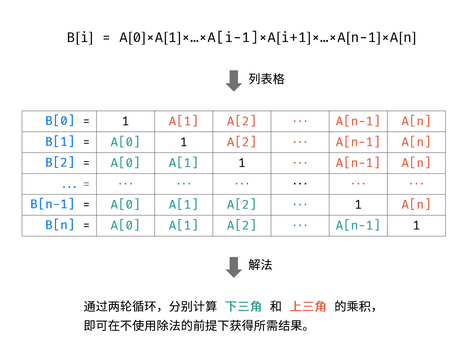 B[i] = A[0]×A[1]×…×A[i-1]×A[i+1]×…×A[n-1]×A[n]
列表格
B[0] = 1 A[1] A[2] ... A[n-1] A[n]
B[1] = A[0] 1 A[2] ... A[n-1] A[n]
B[2] = A[0] A[1] 1 ... A[n-1] A[n]
... = ... ... ... ... ... ...
B[n-1] = A[0] A[1] A[2] ... 1 A[n]
B[n] = A[0] A[1] A[2] ... A[n-1] 1
解法
通过两轮循环，分别计算 下三角 和 上三角 的乘积，
即可在不使用除法的前提下获得所需结果。